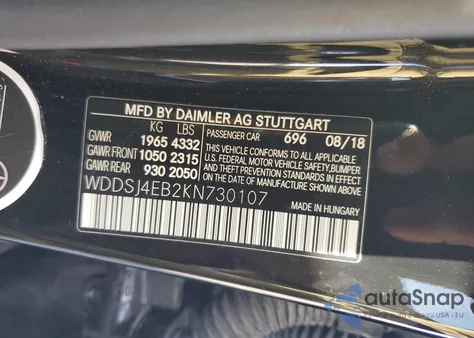 MFD BY DAIMLER AG STUTTGART
KG LBS PASSENGER CAR 696 08/18
GVWR 1965 4332
GAWR FRONT 1050 2315
GAWR REAR 930 2050
THIS VEHICLE CONFORMS TO ALL APPLICABLE
U.S. FEDERAL MOTOR VEHICLE SAFETY, BUMPER,
AND THEFT PREVENTION STANDARDS IN EFFECT
ON THE DATE OF MANUFACTURE SHOWN ABOVE.
WDDSJ4EB2KN730107
MADE IN HUNGARY
autoSnap